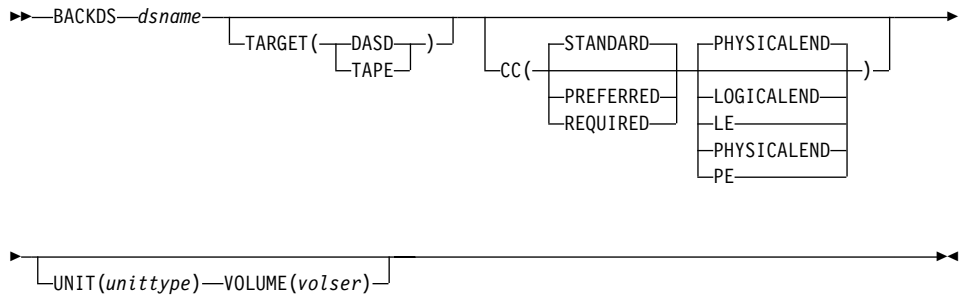 BACKDS dsname
TARGET( DASD )
TAPE
CC( STANDARD PHYSICALEND )
PREFERRED LOGICALEND
REQUIRED LE
PHYSICALEND
PE
UNIT(unittype) VOLUME(volser)